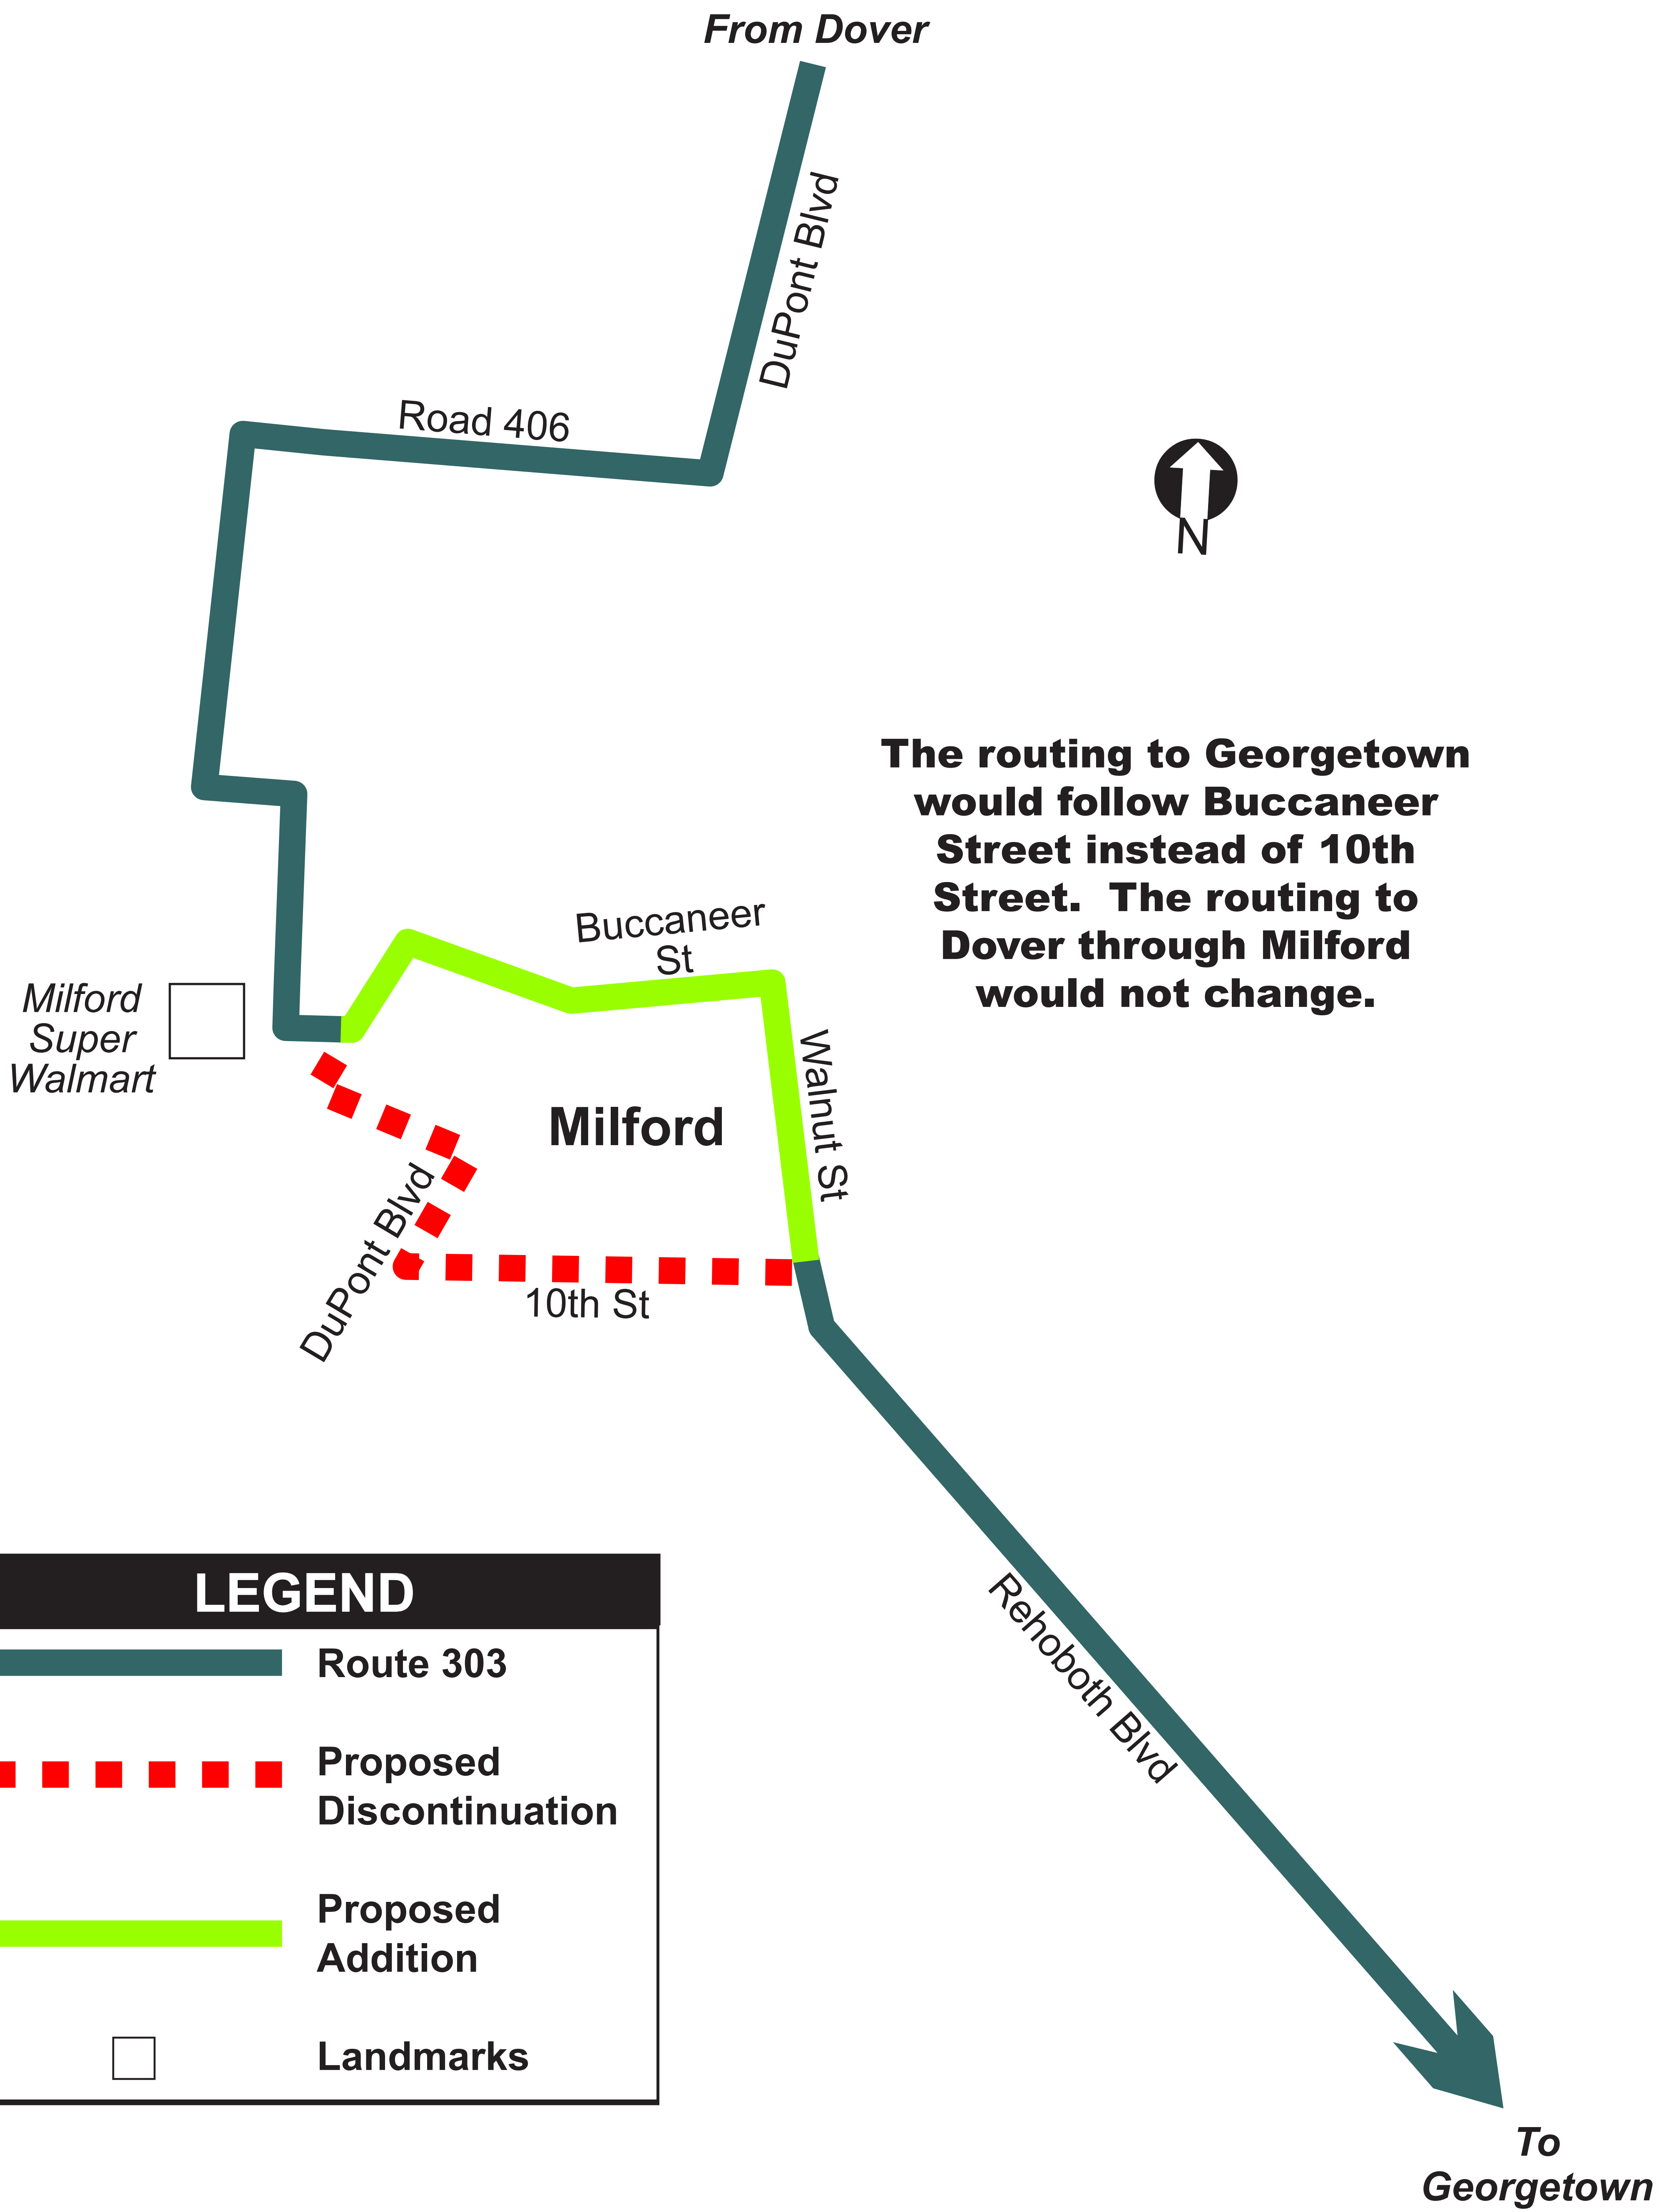 From Dover
DuPont Blvd
Road 406
N
The routing to Georgetown
would follow Buccaneer
Street instead of 10th
Street.  The routing to
Dover through Milford
would not change.
Buccaneer
St
Milford
Super
Walmart
Walnut St
Milford
DuPont Blvd
10th St
Rehoboth Blvd
LEGEND
Route 303
Proposed
Discontinuation
Proposed
Addition
Landmarks
To
Georgetown